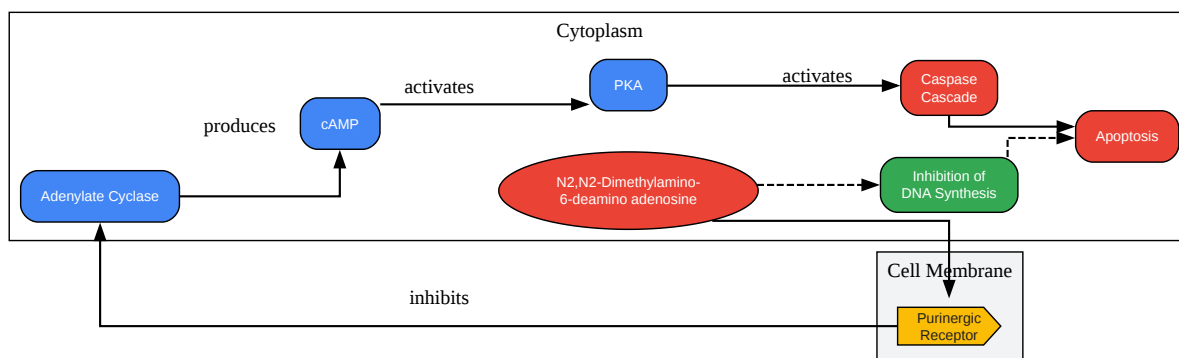 Cytoplasm
activates
PKA
activates
Caspase
Cascade
produces
cAMP
Apoptosis
Adenylate Cyclase
N2,N2-Dimethylamino-
6-deamino adenosine
Inhibition of
DNA Synthesis
Cell Membrane
inhibits
Purinergic
Receptor